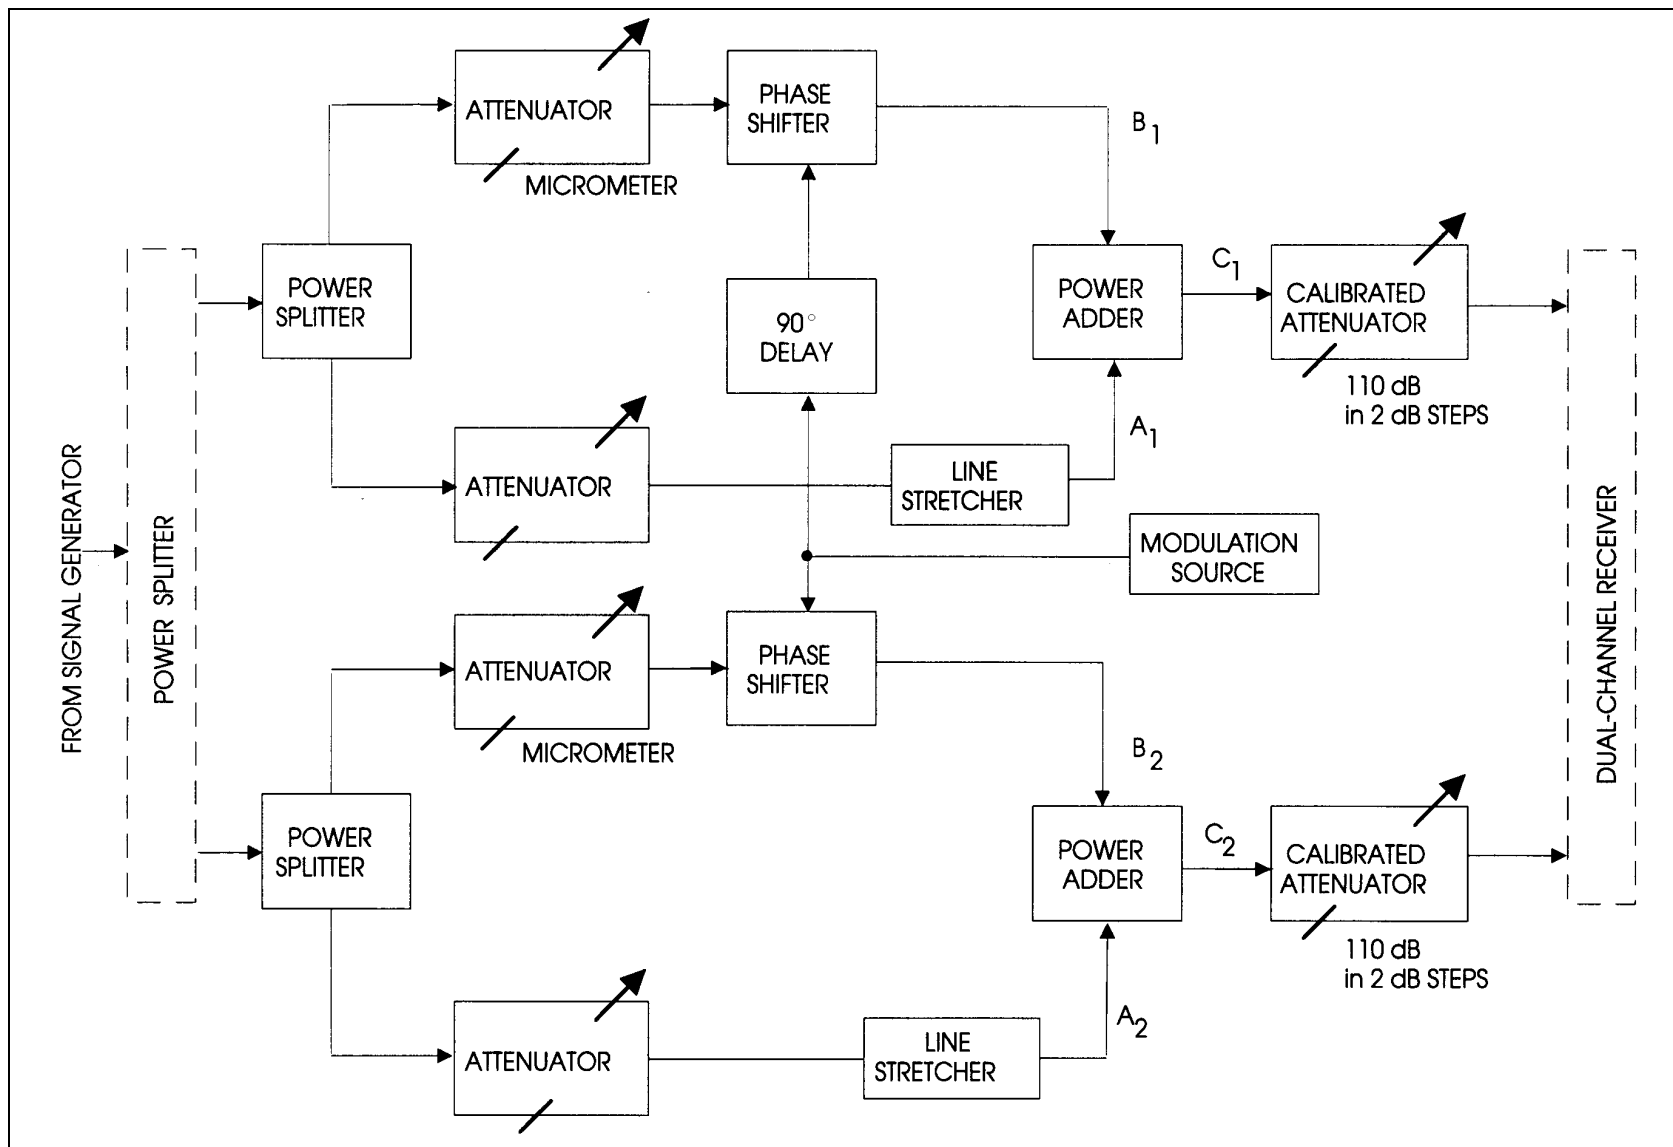 ATTENUATOR
MICROMETER
PHASE
SHIFTER
B1
POWER
SPLITTER
90°
DELAY
POWER
ADDER
C1
CALIBRATED
ATTENUATOR
110 dB
in 2 dB STEPS
A1
ATTENUATOR
LINE
STRETCHER
MODULATION
SOURCE
FROM SIGNAL GENERATOR
POWER SPLITTER
DUAL-CHANNEL RECEIVER
ATTENUATOR
MICROMETER
PHASE
SHIFTER
B2
POWER
SPLITTER
POWER
ADDER
C2
CALIBRATED
ATTENUATOR
110 dB
in 2 dB STEPS
A2
ATTENUATOR
LINE
STRETCHER